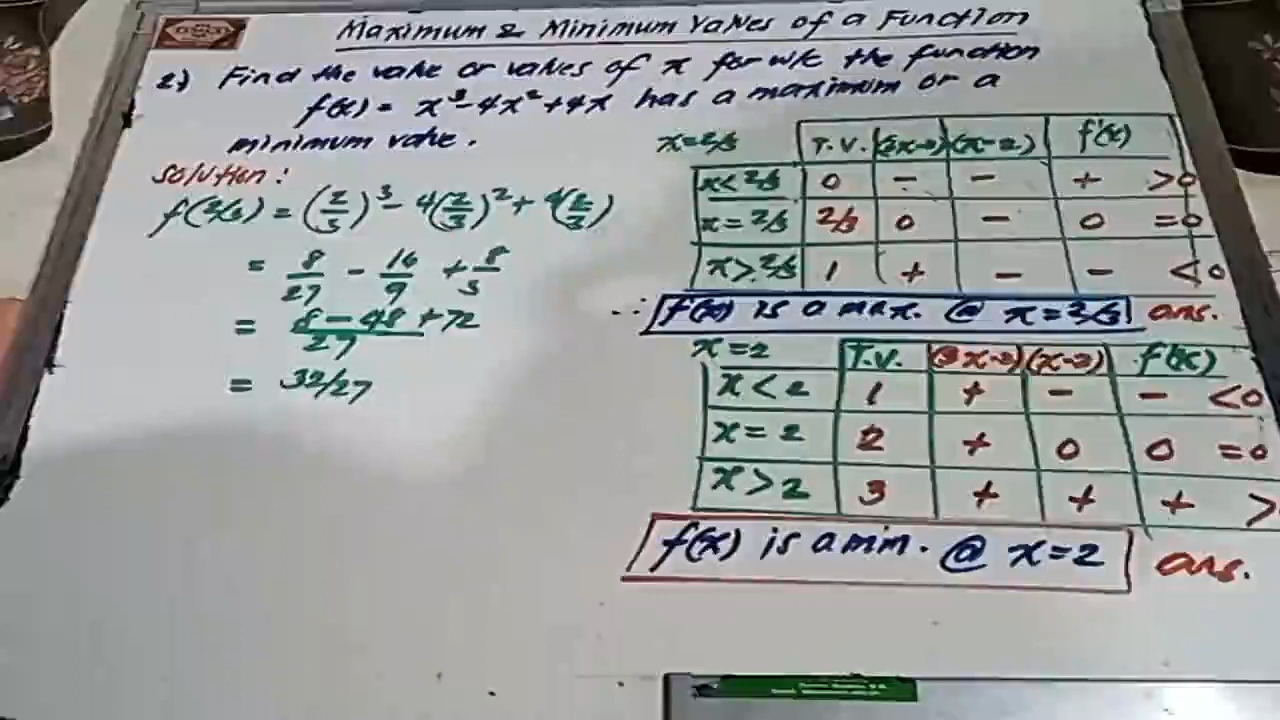 Maximum & Minimum Values of a Function
2) Find the value or values of x for w/c the function
f(x) = x³ - 4x² + 4x has a maximum or a
minimum value.
Solution:
f(2/3) = (2/3)³ - 4(2/3)² + 4(2/3)
= 8/27 - 16/9 + 8/3
= 8 - 48 + 72 / 27
= 32/27
x=2/3 T.V. (3x-2) (x-2) f'(x)
x<2/3 0 - - + >0
x=2/3 2/3 0 - 0 =0
x>2/3 1 + - - <0
∴ f(x) is a max. @ x=2/3 ans.
x=2 T.V. (3x-2) (x-2) f'(x)
x<2 1 + - - <0
x=2 2 + 0 0 =0
x>2 3 + + + >
f(x) is a min. @ x=2 ans.